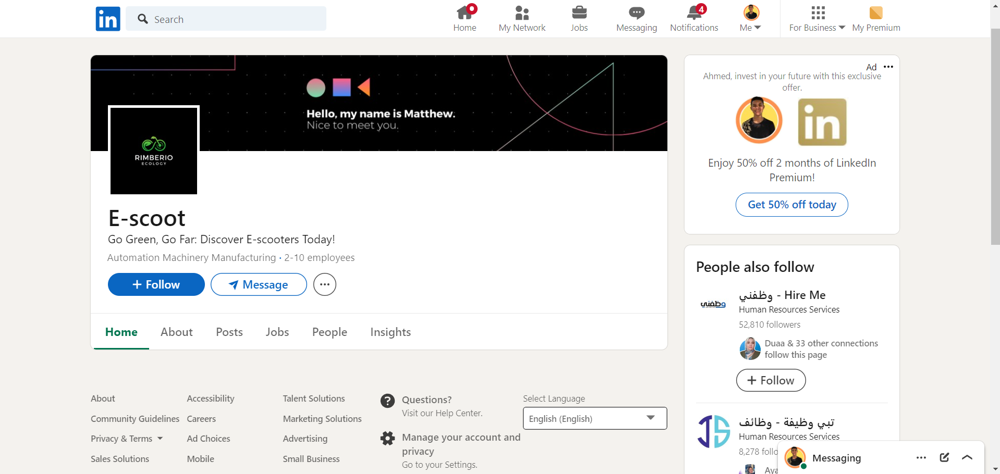 in
Search
Home
My Network
Jobs
Messaging
4
Notifications
Me
For Business
My Premium
Hello, my name is Matthew.
Nice to meet you.
RIMBERIO
ECOLOGY
E-scoot
Go Green, Go Far: Discover E-scooters Today!
Automation Machinery Manufacturing • 2-10 employees
+ Follow
Message
Home
About
Posts
Jobs
People
Insights
Ad
Ahmed, invest in your future with this exclusive
offer.
in
Enjoy 50% off 2 months of LinkedIn
Premium!
Get 50% off today
People also follow
وظفني
وظفني - Hire Me
Human Resources Services
52,810 followers
Duaa & 33 other connections
follow this page
+ Follow
JS
تبي وظيفة - وظائف
Human Resources Services
8,278 follo
Aya
Messaging
About
Accessibility
Talent Solutions
Community Guidelines
Careers
Marketing Solutions
Privacy & Terms
Ad Choices
Advertising
Sales Solutions
Mobile
Small Business
Questions?
Visit our Help Center.
Manage your account and
privacy
Go to your Settings.
Select Language
English (English)